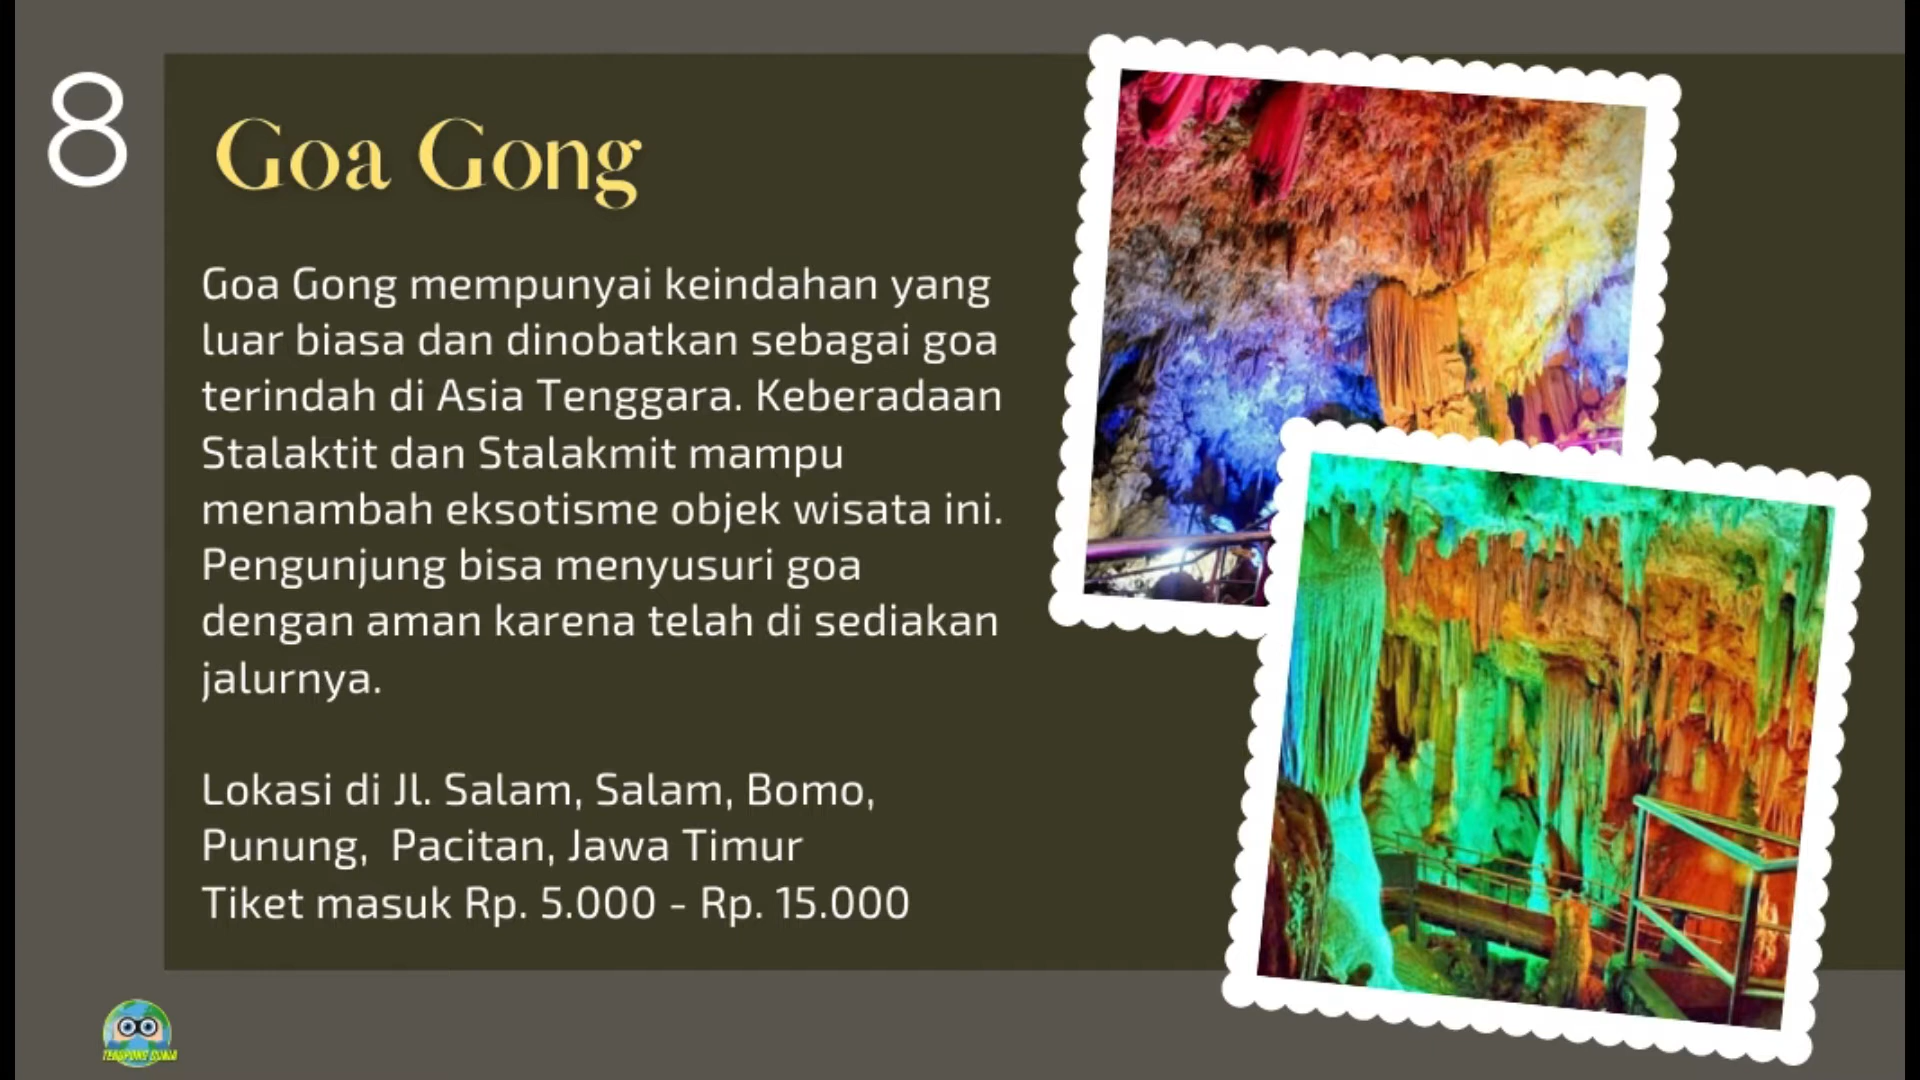 8
Goa Gong
Goa Gong mempunyai keindahan yang
luar biasa dan dinobatkan sebagai goa
terindah di Asia Tenggara. Keberadaan
Stalaktit dan Stalakmit mampu
menambah eksotisme objek wisata ini.
Pengunjung bisa menyusuri goa
dengan aman karena telah di sediakan
jalurnya.
Lokasi di Jl. Salam, Salam, Bomo,
Punung, Pacitan, Jawa Timur
Tiket masuk Rp. 5.000 - Rp. 15.000
TEROPONG DUNIA